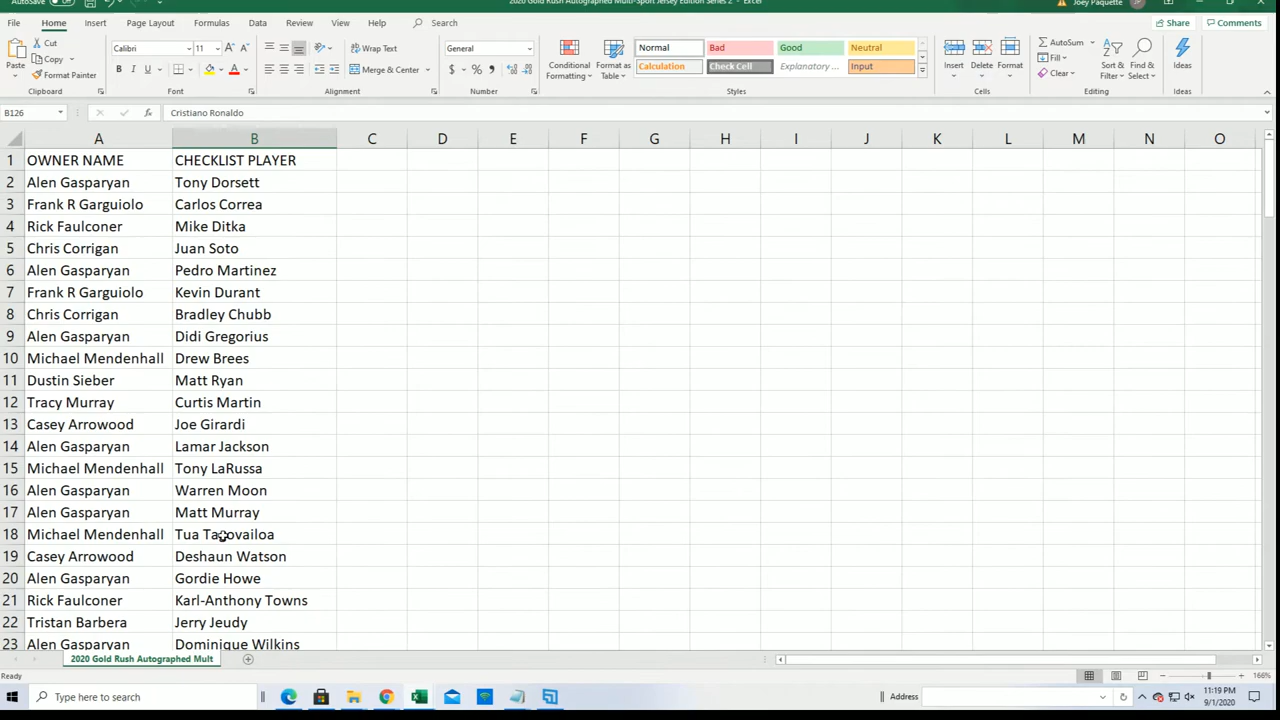 AutoSave
2020 Gold Rush Autographed Multi-Sport Jersey Edition Series 2 - Excel
Joey Paquette
File Home Insert Page Layout Formulas Data Review View Help Search Share Comments
Paste Cut Copy Format Painter
Calibri 11 A A
B I U A
Wrap Text
Merge & Center
General
$ % ,
Conditional Formatting
Format as Table
Normal Bad Good Neutral
Calculation Check Cell Explanatory ... Input
Insert Delete Format
AutoSum
Fill
Clear
Sort & Filter
Find & Select
Ideas
Clipboard Font Alignment Number Styles Cells Editing Ideas
B126 fx Cristiano Ronaldo
A B C D E F G H I J K L M N O
1 OWNER NAME CHECKLIST PLAYER
2 Alen Gasparyan Tony Dorsett
3 Frank R Garguiolo Carlos Correa
4 Rick Faulconer Mike Ditka
5 Chris Corrigan Juan Soto
6 Alen Gasparyan Pedro Martinez
7 Frank R Garguiolo Kevin Durant
8 Chris Corrigan Bradley Chubb
9 Alen Gasparyan Didi Gregorius
10 Michael Mendenhall Drew Brees
11 Dustin Sieber Matt Ryan
12 Tracy Murray Curtis Martin
13 Casey Arrowood Joe Girardi
14 Alen Gasparyan Lamar Jackson
15 Michael Mendenhall Tony LaRussa
16 Alen Gasparyan Warren Moon
17 Alen Gasparyan Matt Murray
18 Michael Mendenhall Tua Tagovailoa
19 Casey Arrowood Deshaun Watson
20 Alen Gasparyan Gordie Howe
21 Rick Faulconer Karl-Anthony Towns
22 Tristan Barbera Jerry Jeudy
23 Alen Gasparyan Dominique Wilkins
2020 Gold Rush Autographed Mult
Ready 166%
Type here to search
Address
11:19 PM
9/1/2020